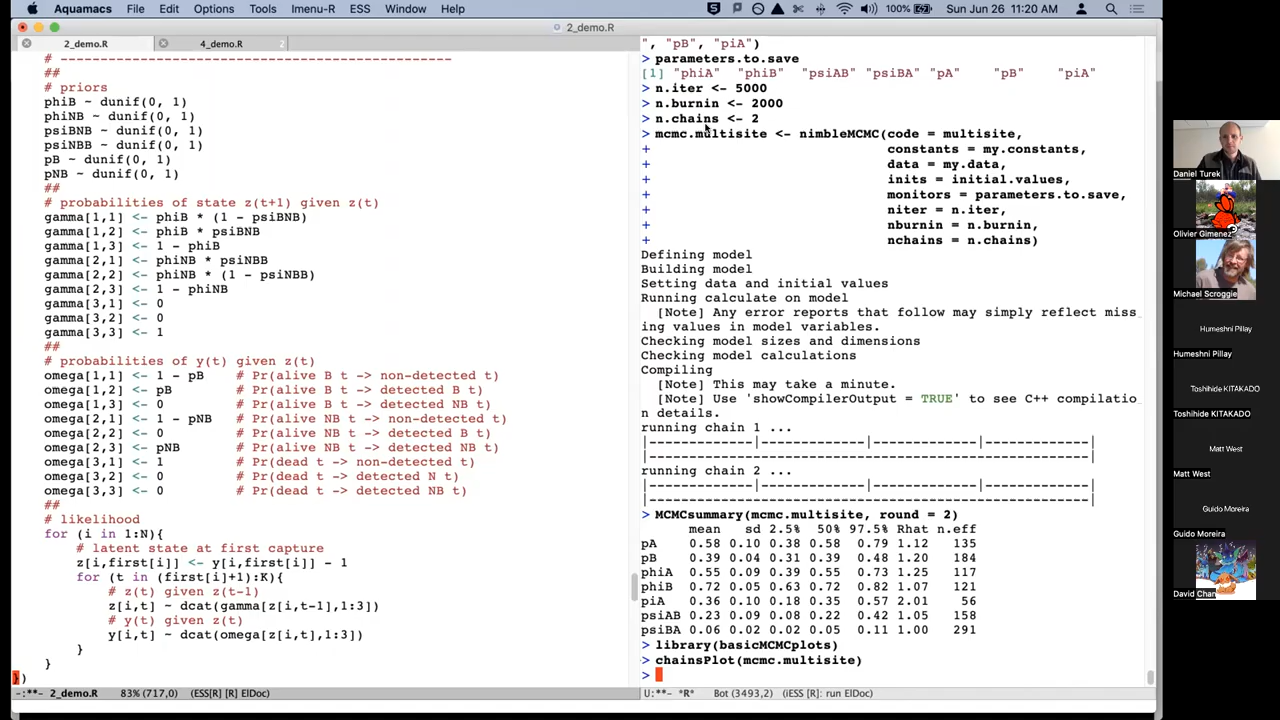 Aquamacs File Edit Options Tools Imenu-R ESS Window Help 100% Sun Jun 26 11:20 AM
2_demo.R
2_demo.R 4_demo.R 2
# -------------------------------------------------
##
# priors
phiB ~ dunif(0, 1)
phiNB ~ dunif(0, 1)
psiBNB ~ dunif(0, 1)
psiNBB ~ dunif(0, 1)
pB ~ dunif(0, 1)
pNB ~ dunif(0, 1)
##
# probabilities of state z(t+1) given z(t)
gamma[1,1] <- phiB * (1 - psiBNB)
gamma[1,2] <- phiB * psiBNB
gamma[1,3] <- 1 - phiB
gamma[2,1] <- phiNB * psiNBB
gamma[2,2] <- phiNB * (1 - psiNBB)
gamma[2,3] <- 1 - phiNB
gamma[3,1] <- 0
gamma[3,2] <- 0
gamma[3,3] <- 1
##
# probabilities of y(t) given z(t)
omega[1,1] <- 1 - pB # Pr(alive B t -> non-detected t)
omega[1,2] <- pB # Pr(alive B t -> detected B t)
omega[1,3] <- 0 # Pr(alive B t -> detected NB t)
omega[2,1] <- 1 - pNB # Pr(alive NB t -> non-detected t)
omega[2,2] <- 0 # Pr(alive NB t -> detected B t)
omega[2,3] <- pNB # Pr(alive NB t -> detected NB t)
omega[3,1] <- 1 # Pr(dead t -> non-detected t)
omega[3,2] <- 0 # Pr(dead t -> detected N t)
omega[3,3] <- 0 # Pr(dead t -> detected NB t)
##
# likelihood
for (i in 1:N){
# latent state at first capture
z[i,first[i]] <- y[i,first[i]] - 1
for (t in (first[i]+1):K){
# z(t) given z(t-1)
z[i,t] ~ dcat(gamma[z[i,t-1],1:3])
# y(t) given z(t)
y[i,t] ~ dcat(omega[z[i,t],1:3])
}
}
})
-:**- 2_demo.R 83% (717,0) (ESS[R] [R] ElDoc)
", "pB", "piA")
> parameters.to.save
[1] "phiA" "phiB" "psiAB" "psiBA" "pA" "pB" "piA"
> n.iter <- 5000
> n.burnin <- 2000
> n.chains <- 2
> mcmc.multisite <- nimbleMCMC(code = multisite,
+ constants = my.constants,
+ data = my.data,
+ inits = initial.values,
+ monitors = parameters.to.save,
+ niter = n.iter,
+ nburnin = n.burnin,
+ nchains = n.chains)
Defining model
Building model
Setting data and initial values
Running calculate on model
[Note] Any error reports that follow may simply reflect miss
ing values in model variables.
Checking model sizes and dimensions
Checking model calculations
Compiling
[Note] This may take a minute.
[Note] Use 'showCompilerOutput = TRUE' to see C++ compilatio
n details.
running chain 1 ...
|-------------|-------------|-------------|-------------|
|-------------------------------------------------------|
running chain 2 ...
|-------------|-------------|-------------|-------------|
|-------------------------------------------------------|
> MCMCsummary(mcmc.multisite, round = 2)
mean sd 2.5% 50% 97.5% Rhat n.eff
pA 0.58 0.10 0.38 0.58 0.79 1.12 135
pB 0.39 0.04 0.31 0.39 0.48 1.20 184
phiA 0.55 0.09 0.39 0.55 0.73 1.25 117
phiB 0.72 0.05 0.63 0.72 0.82 1.07 121
piA 0.36 0.10 0.18 0.35 0.57 2.01 56
psiAB 0.23 0.09 0.08 0.22 0.42 1.05 158
psiBA 0.06 0.02 0.02 0.05 0.11 1.00 291
> library(basicMCMCplots)
> chainsPlot(mcmc.multisite)
>
U:**- *R* Bot (3493,2) (iESS [R]: run ElDoc)
Daniel Turek
Olivier Gimenez
Michael Scroggie
Humeshni Pillay
Humeshni Pillay
Toshihide KITAKADO
Toshihide KITAKADO
Matt West
Matt West
Guido Moreira
Guido Moreira
David Chan